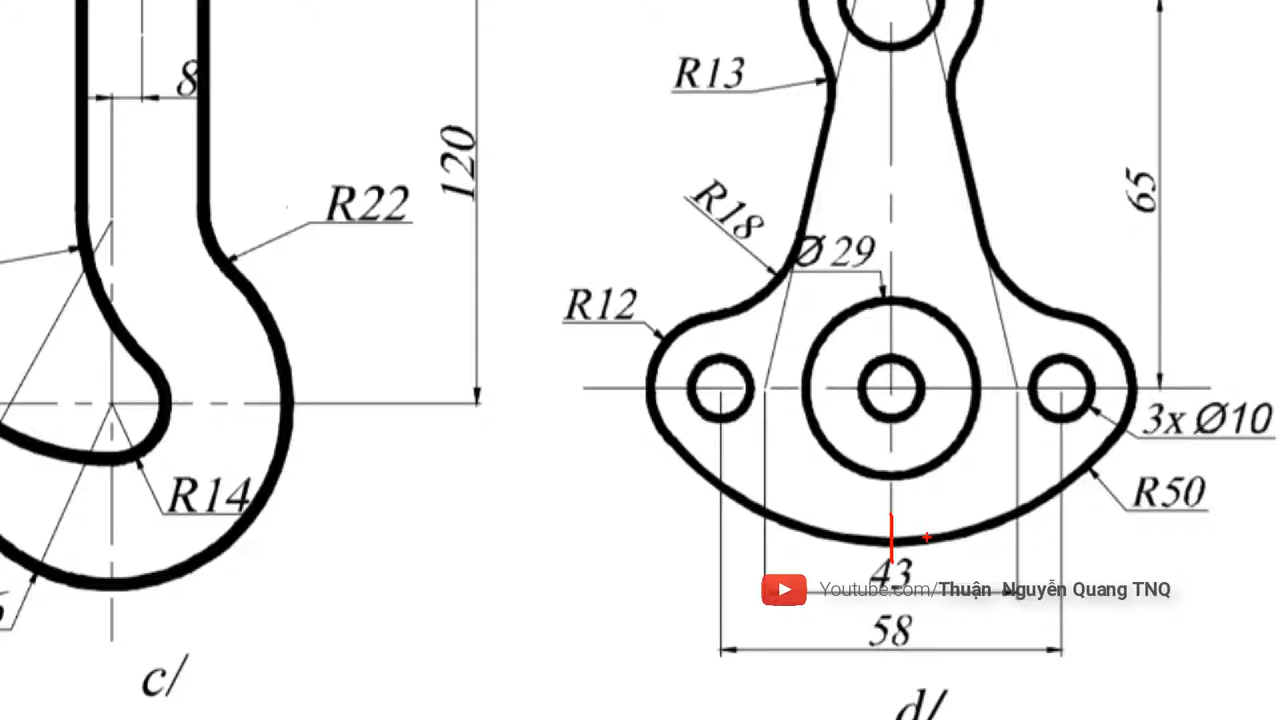 8
R22
120
R14
c/
R13
R18
Ø 29
R12
65
3x Ø10
R50
43
Youtube.com/Thuận Nguyễn Quang TNQ
58
d/